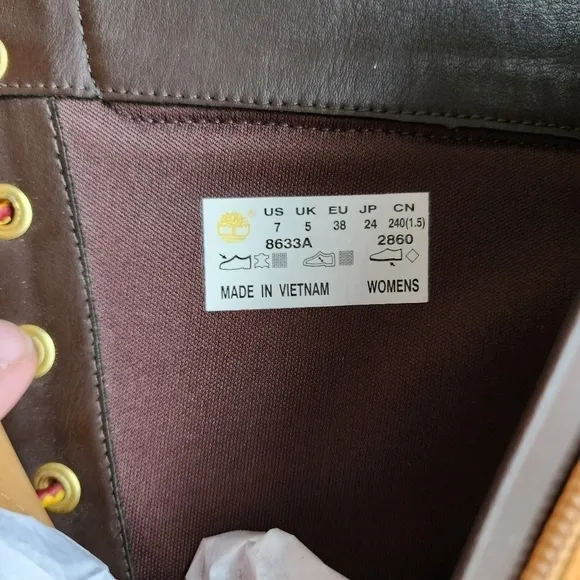 US UK EU JP CN
7 5 38 24 240(1.5)
8633A 2860
MADE IN VIETNAM WOMENS